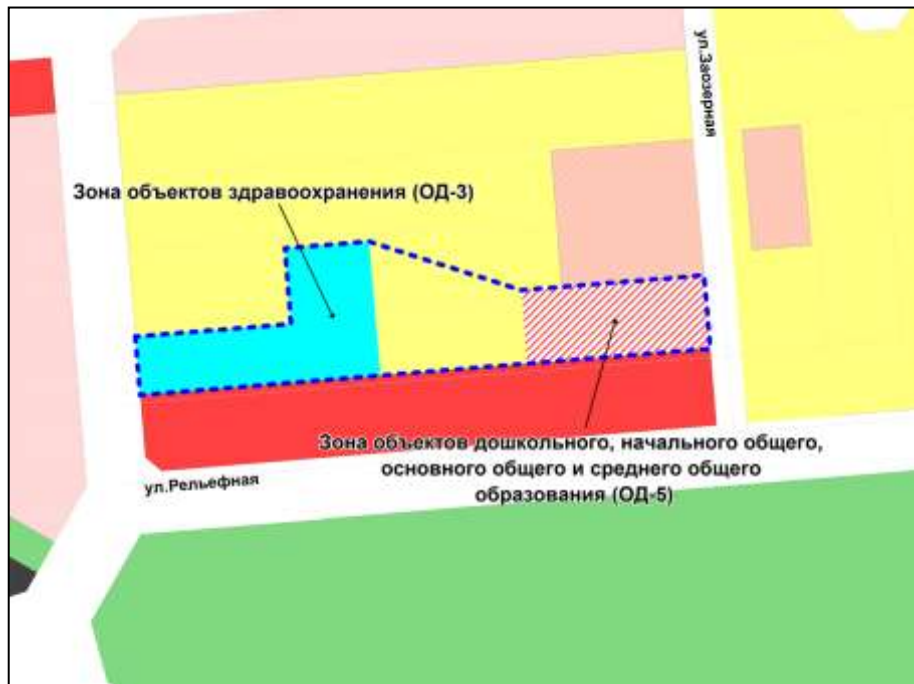 ул.Заозерная
Зона объектов здравоохранения (ОД-3)
Зона объектов дошкольного, начального общего,
основного общего и среднего общего
образования (ОД-5)
ул.Рельефная